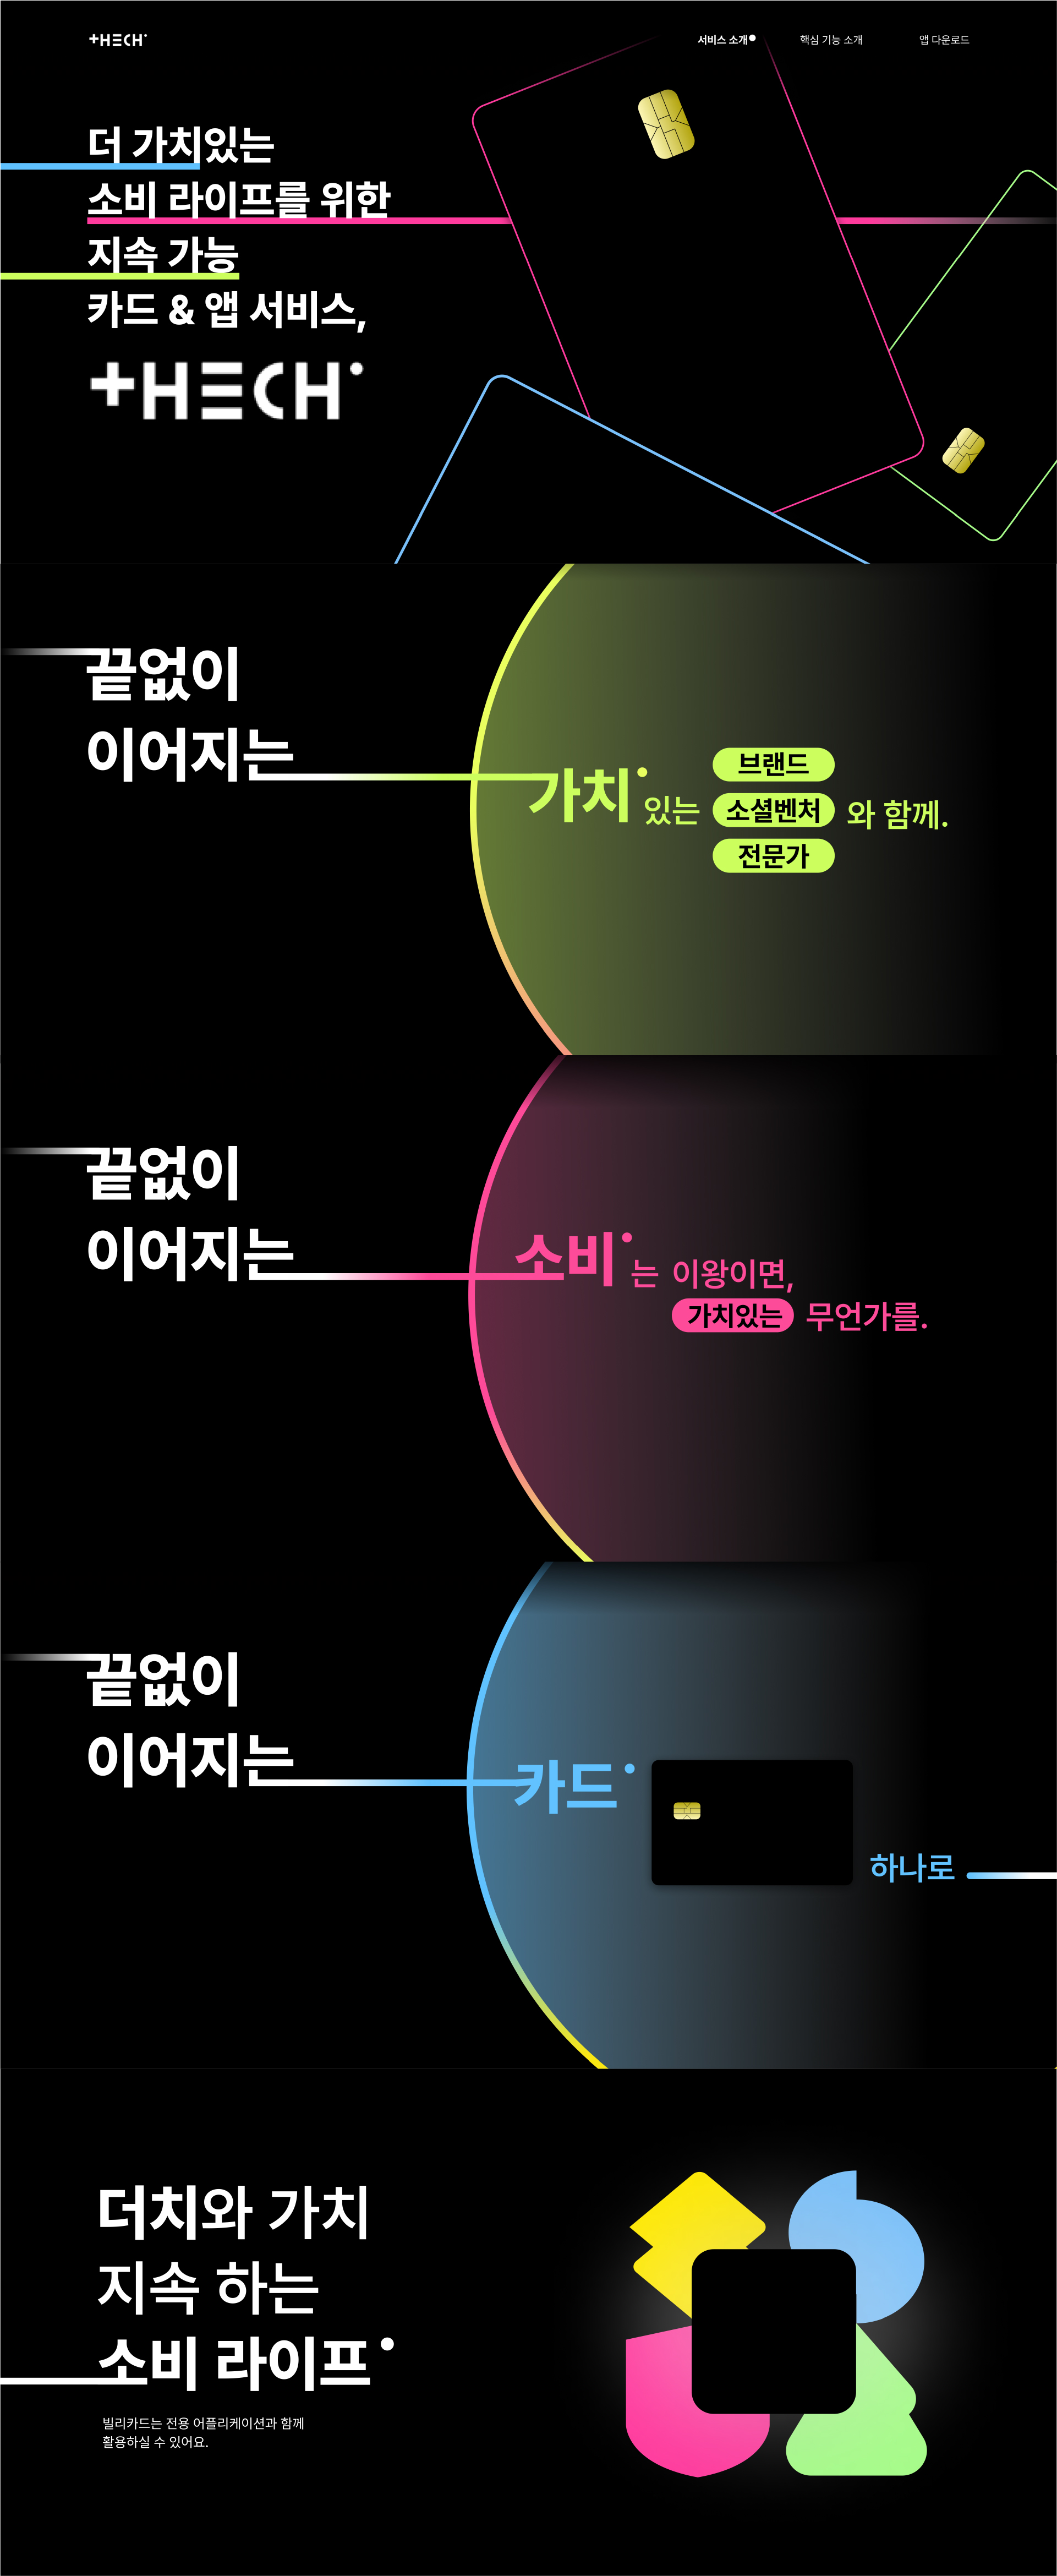 +HECH
서비스 소개
핵심 기능 소개
앱 다운로드
더 가치있는
소비 라이프를 위한
지속 가능
카드 & 앱 서비스,
+HECH
끝없이
이어지는
가치 있는
브랜드
소셜벤처
전문가
와 함께.
끝없이
이어지는
소비 는 이왕이면,
가치있는 무언가를.
끝없이
이어지는
카드
하나로
더치와 가치
지속 하는
소비 라이프
빌리카드는 전용 어플리케이션과 함께
활용하실 수 있어요.